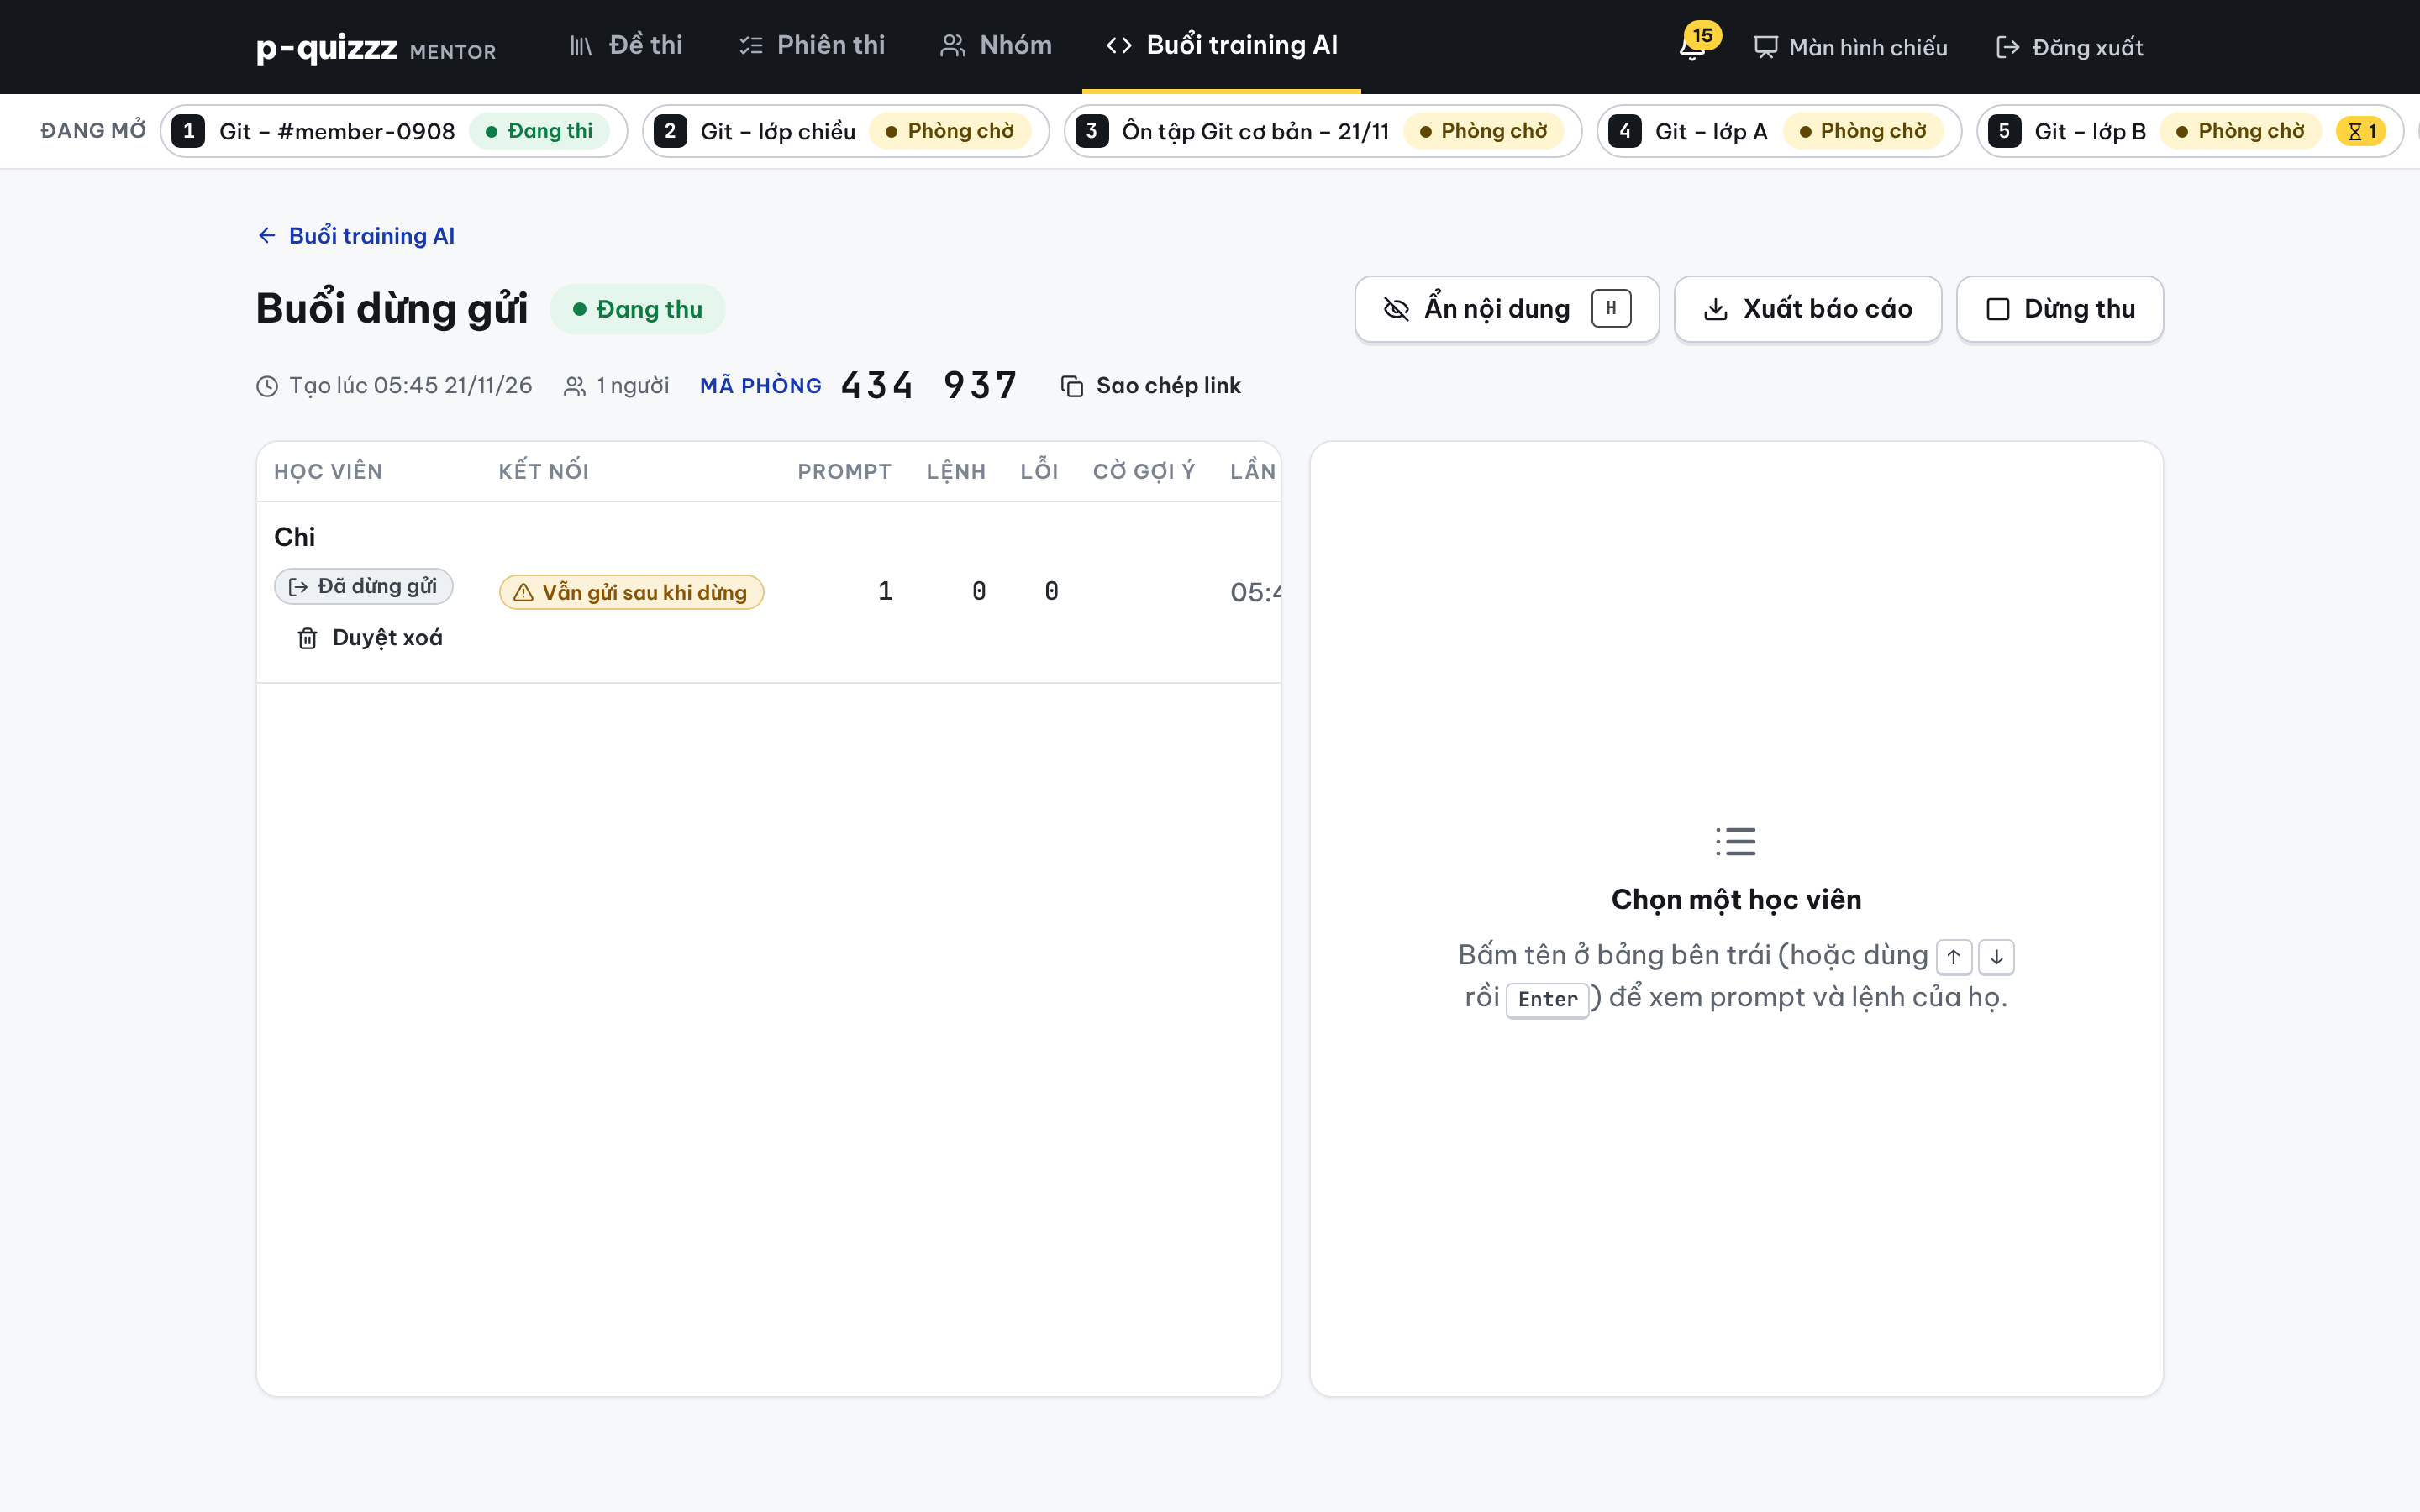 p-quizzz MENTOR Đề thi Phiên thi Nhóm Buổi training AI 15 Màn hình chiếu Đăng xuất
ĐANG MỞ 1 Git – #member-0908 Đang thi 2 Git – lớp chiều Phòng chờ 3 Ôn tập Git cơ bản – 21/11 Phòng chờ 4 Git – lớp A Phòng chờ 5 Git – lớp B Phòng chờ 1
← Buổi training AI
Buổi dừng gửi Đang thu Ẩn nội dung H Xuất báo cáo Dừng thu
Tạo lúc 05:45 21/11/26 1 người MÃ PHÒNG 434 937 Sao chép link
HỌC VIÊN KẾT NỐI PROMPT LỆNH LỖI CỜ GỢI Ý LẦN
Chi
Đã dừng gửi Vẫn gửi sau khi dừng 1 0 0 05:4
Duyệt xoá
Chọn một học viên
Bấm tên ở bảng bên trái (hoặc dùng ↑ ↓
rồi Enter) để xem prompt và lệnh của họ.